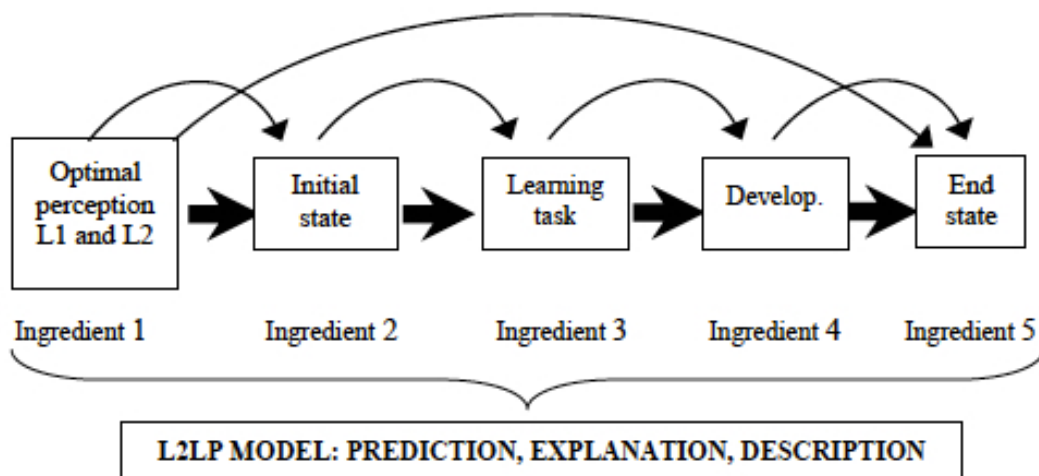 Optimal
perception
L1 and L2
Initial
state
Learning
task
Develop.
End
state
Ingredient 1
Ingredient 2
Ingredient 3
Ingredient 4
Ingredient 5
L2LP MODEL: PREDICTION, EXPLANATION, DESCRIPTION